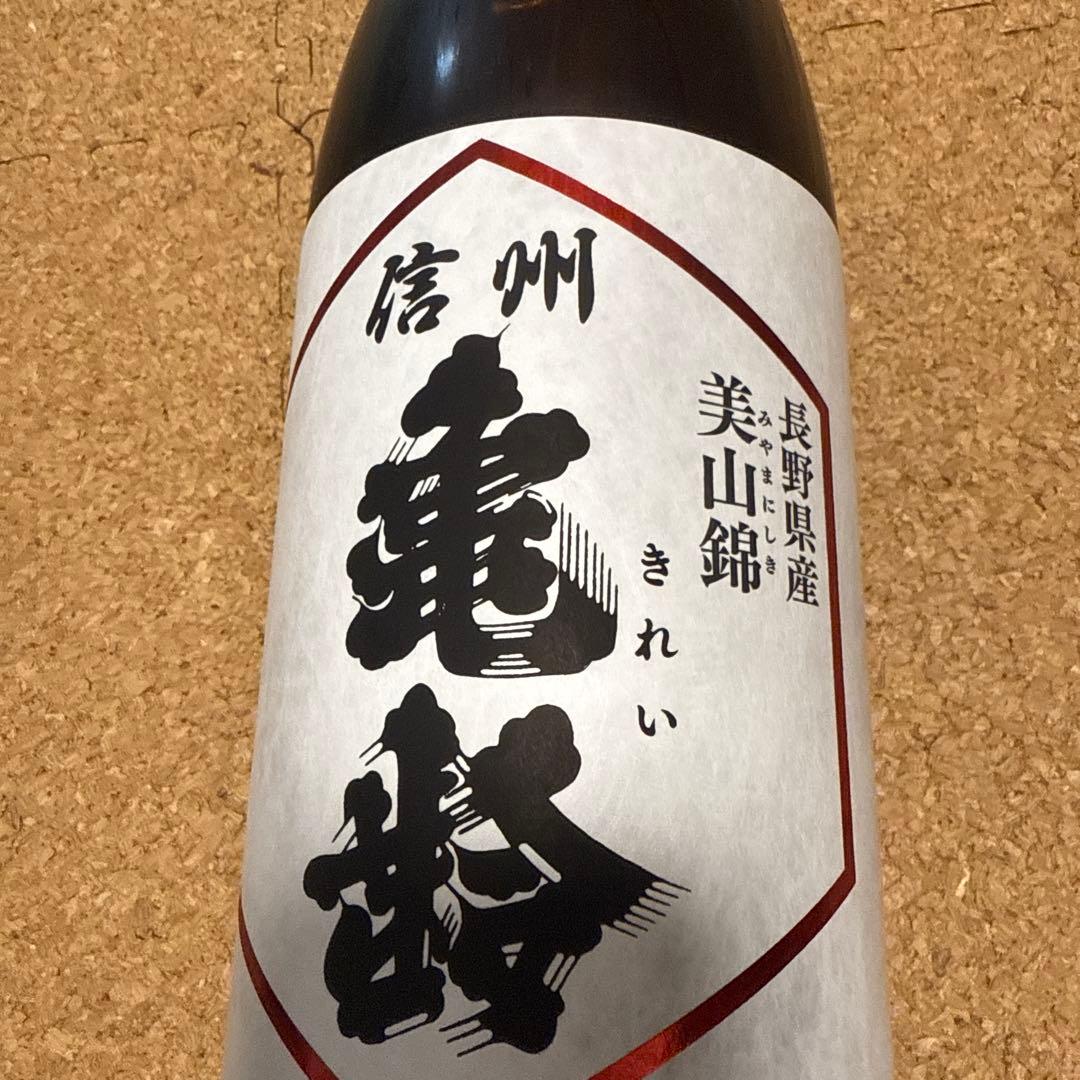 信州
亀齢
きれい
長野県産
美山錦
みやまにしき